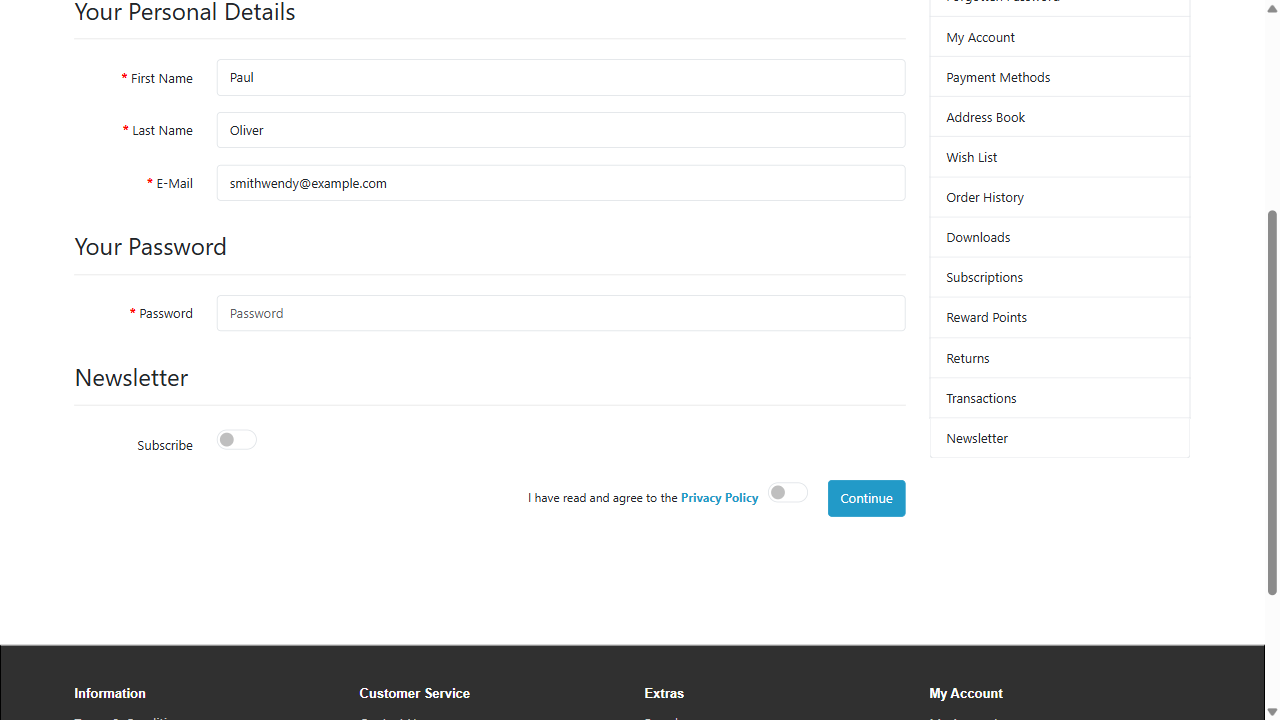 Your Personal Details
* First Name
Paul
* Last Name
Oliver
* E-Mail
smithwendy@example.com
Your Password
* Password
Password
Newsletter
Subscribe
I have read and agree to the Privacy Policy
Continue
My Account
Payment Methods
Address Book
Wish List
Order History
Downloads
Subscriptions
Reward Points
Returns
Transactions
Newsletter
Information
Customer Service
Extras
My Account